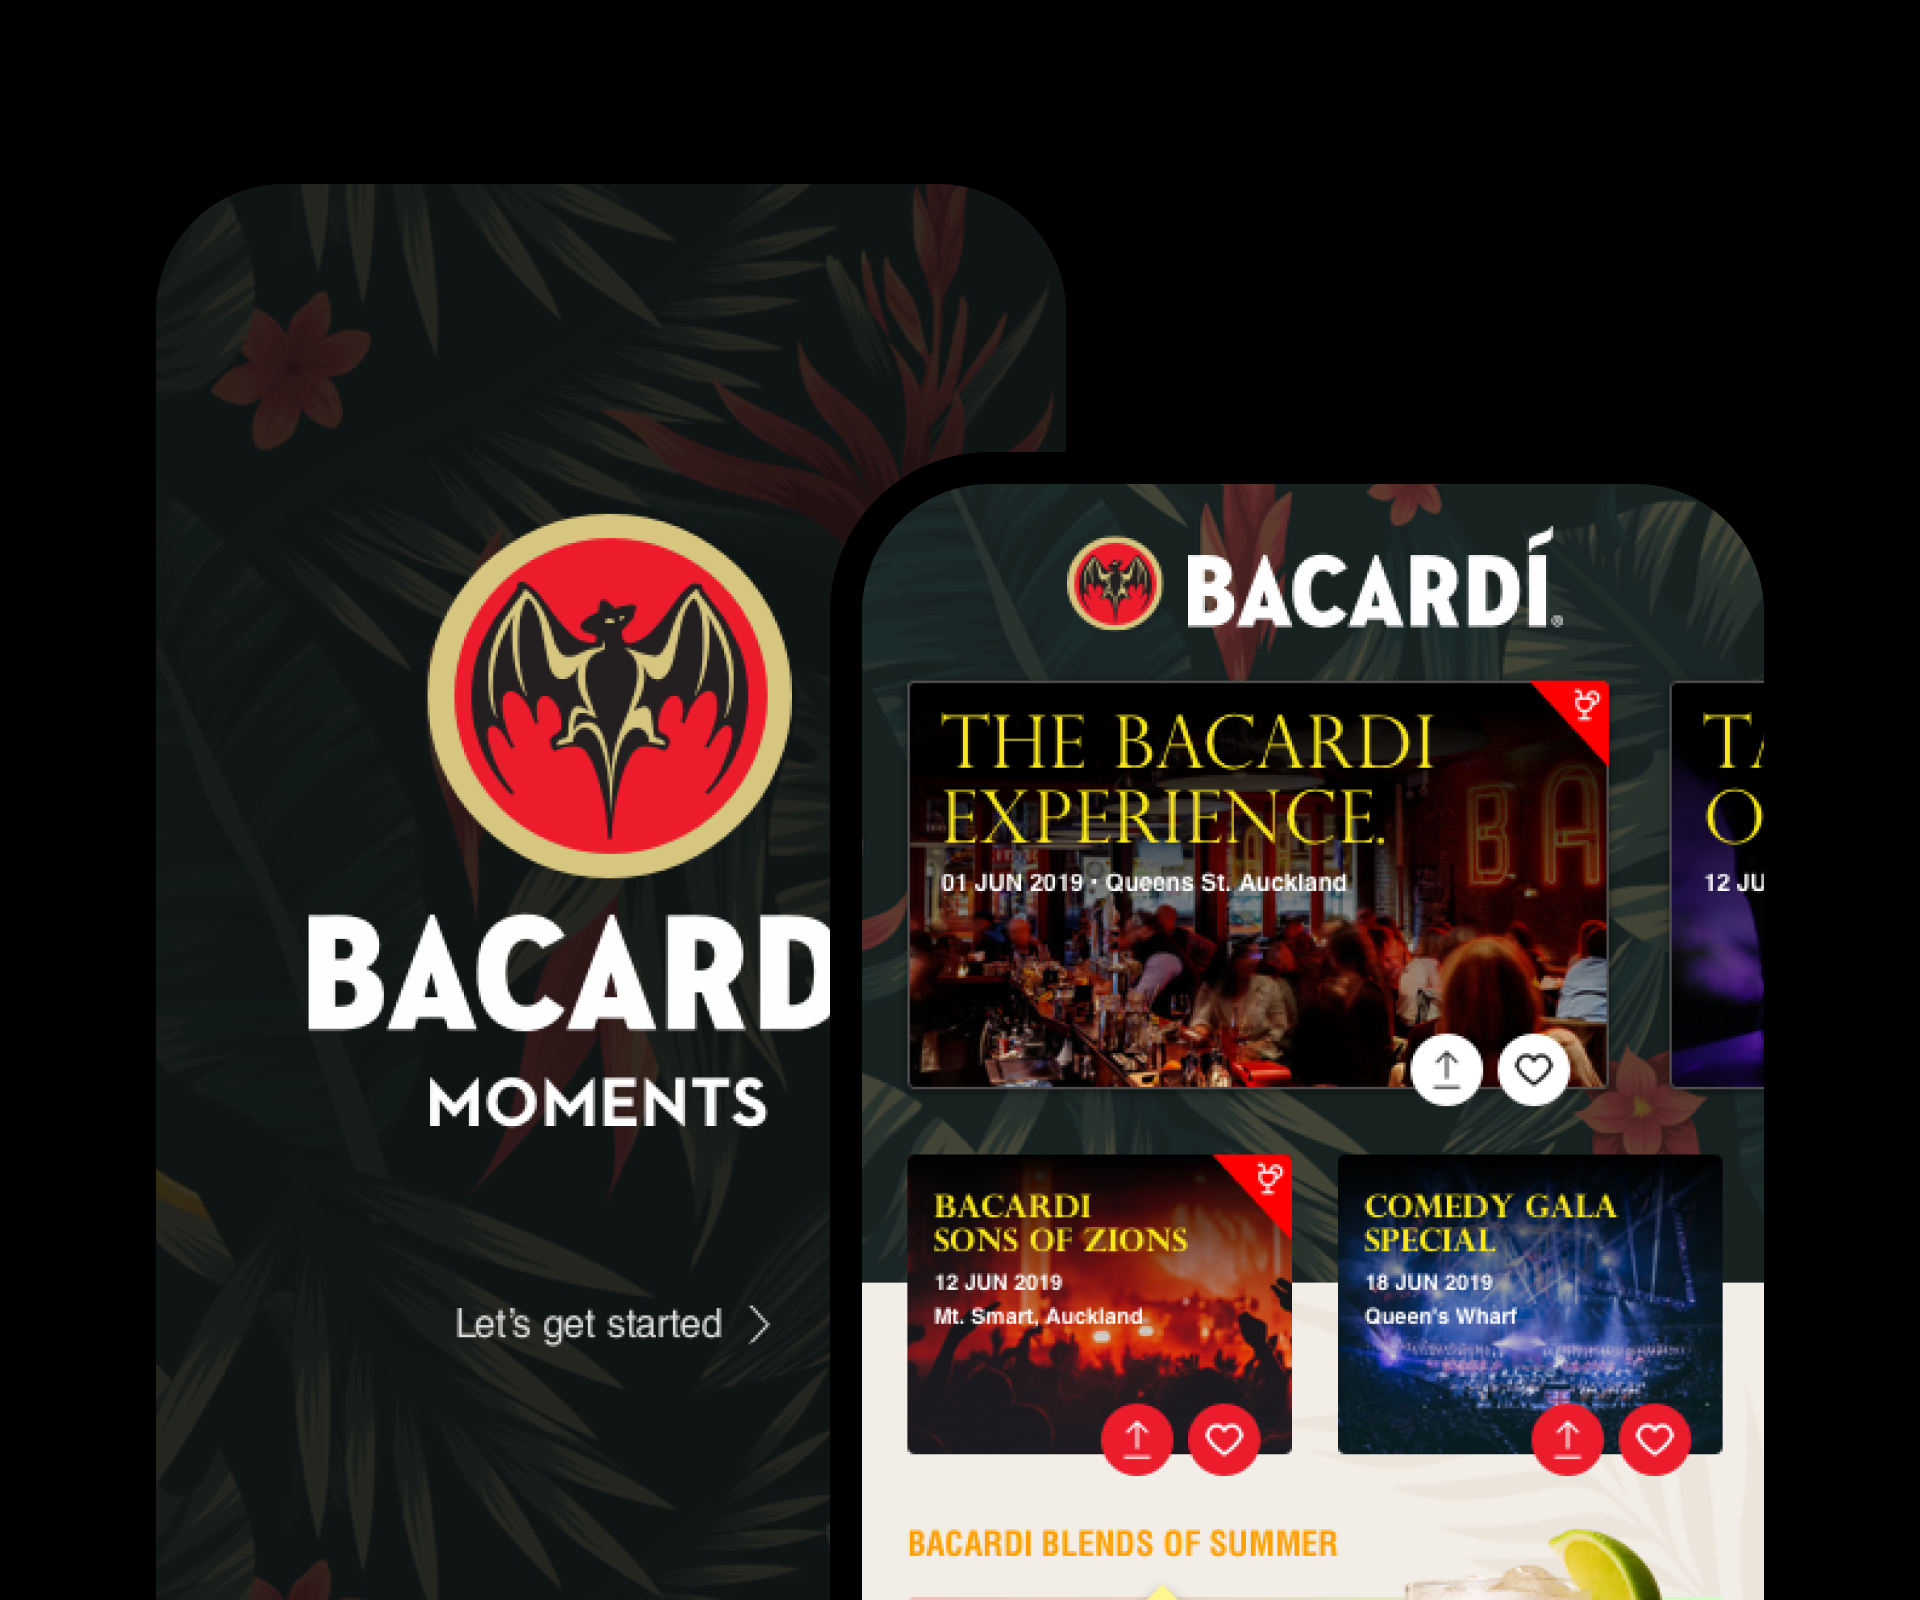 BACARD
MOMENTS
Let's get started
BACARDÍ®
THE BACARDI
EXPERIENCE.
01 JUN 2019 • Queens St. Auckland
BA
TA
O
12 JU
BACARDI
SONS OF ZIONS
12 JUN 2019
Mt. Smart, Auckland
COMEDY GALA
SPECIAL
18 JUN 2019
Queen's Wharf
BACARDI BLENDS OF SUMMER